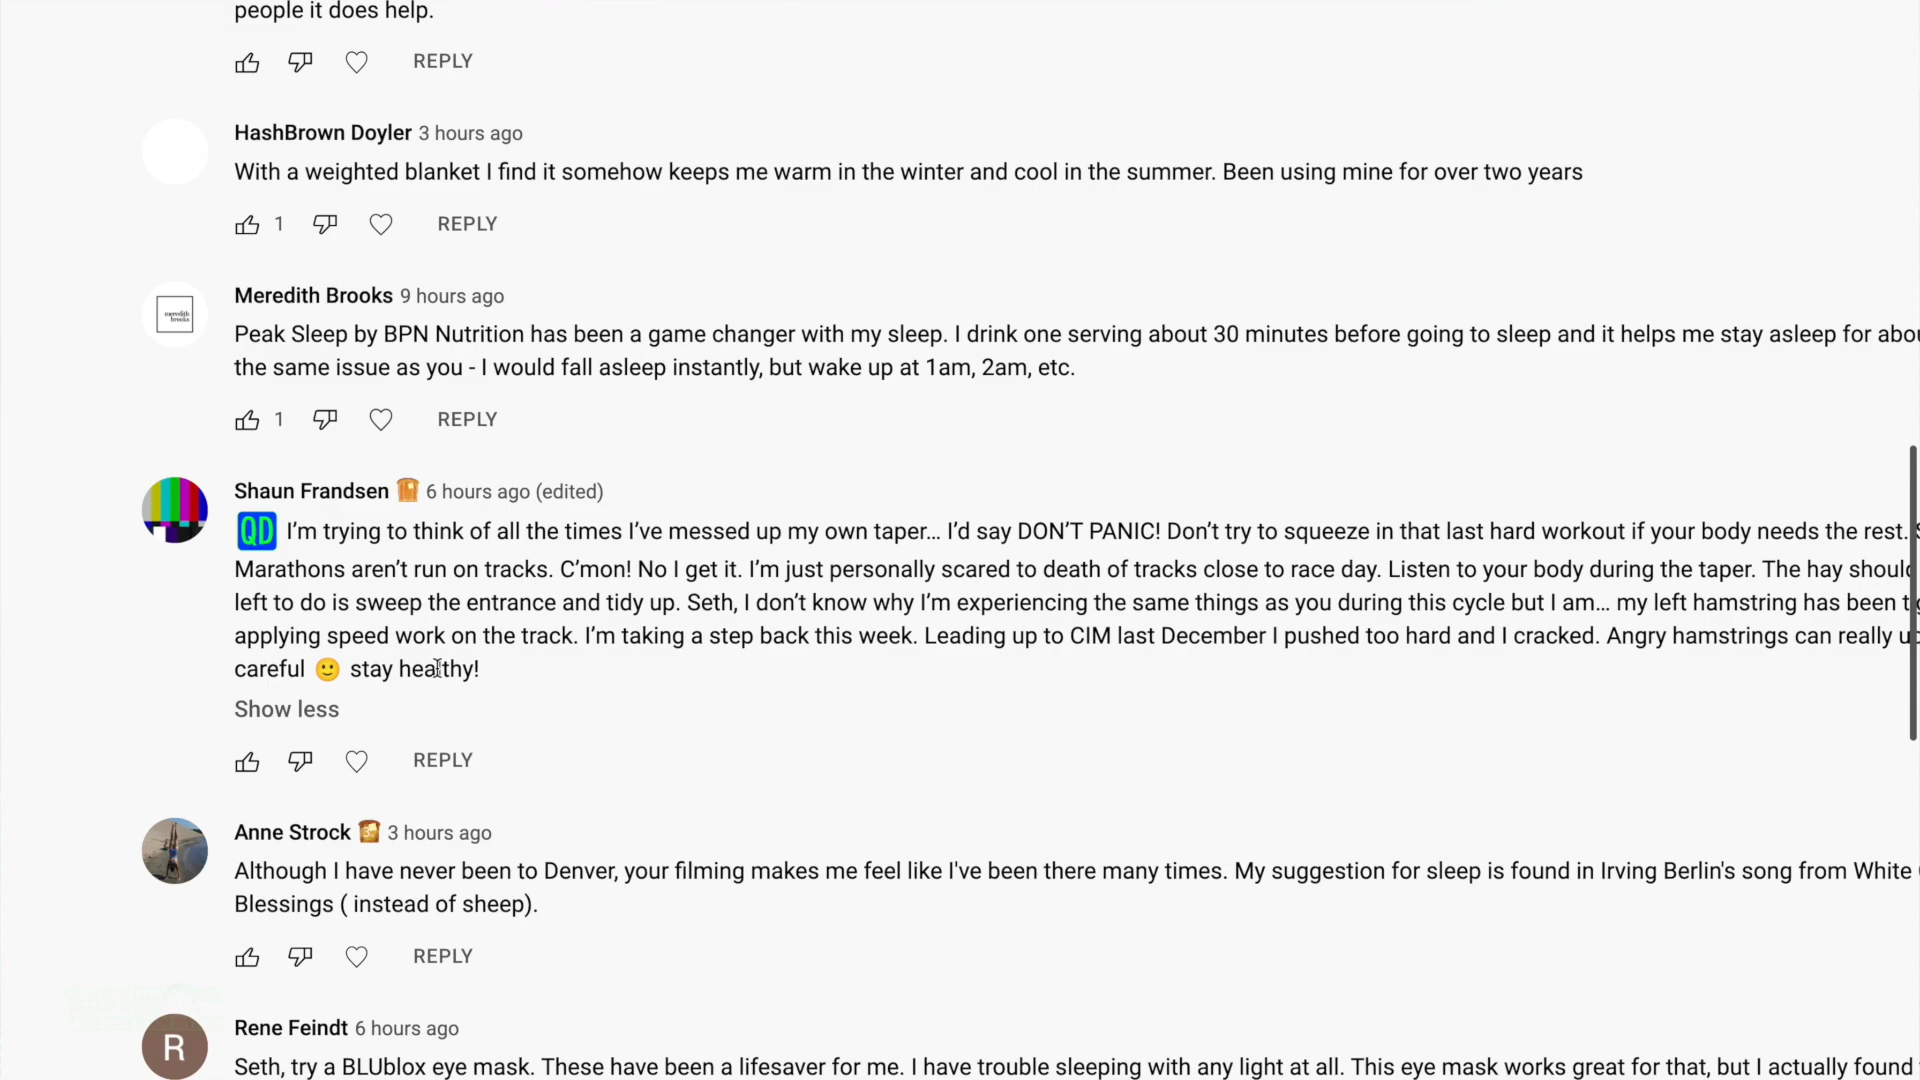 people it does help.
REPLY
HashBrown Doyler 3 hours ago
With a weighted blanket I find it somehow keeps me warm in the winter and cool in the summer. Been using mine for over two years
1 REPLY
meredith
brooks
Meredith Brooks 9 hours ago
Peak Sleep by BPN Nutrition has been a game changer with my sleep. I drink one serving about 30 minutes before going to sleep and it helps me stay asleep for
the same issue as you - I would fall asleep instantly, but wake up at 1am, 2am, etc.
1 REPLY
Shaun Frandsen 6 hours ago (edited)
QD I’m trying to think of all the times I’ve messed up my own taper… I’d say DON’T PANIC! Don’t try to squeeze in that last hard workout if your body needs the rest.
Marathons aren’t run on tracks. C’mon! No I get it. I’m just personally scared to death of tracks close to race day. Listen to your body during the taper. The hay should
left to do is sweep the entrance and tidy up. Seth, I don’t know why I’m experiencing the same things as you during this cycle but I am… my left hamstring has been
applying speed work on the track. I’m taking a step back this week. Leading up to CIM last December I pushed too hard and I cracked. Angry hamstrings can really
careful 🙂 stay healthy!
Show less
REPLY
Anne Strock 3 hours ago
Although I have never been to Denver, your filming makes me feel like I've been there many times. My suggestion for sleep is found in Irving Berlin's song from White
Blessings ( instead of sheep).
REPLY
R
Rene Feindt 6 hours ago
Seth, try a BLUblox eye mask. These have been a lifesaver for me. I have trouble sleeping with any light at all. This eye mask works great for that, but I actually found